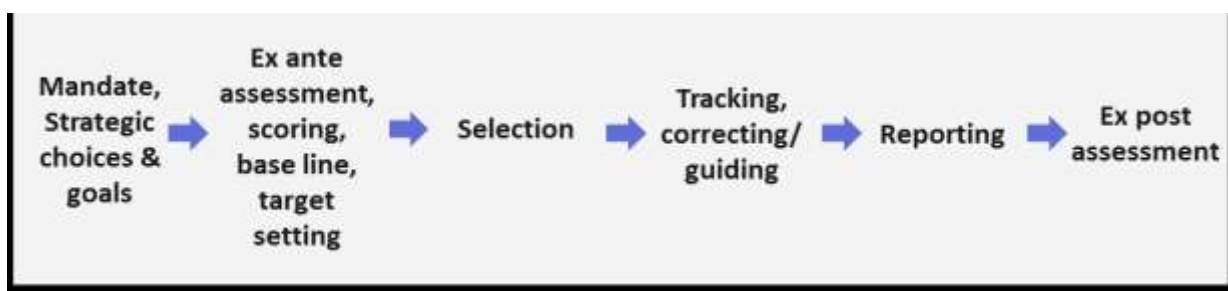 Mandate,
Strategic
choices &
goals
Ex ante
assessment,
scoring,
base line,
target
setting
Selection
Tracking,
correcting/
guiding
Reporting
Ex post
assessment